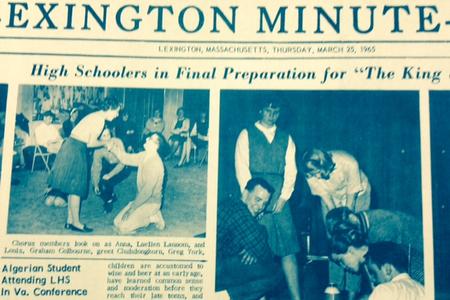 EXINGTON MINUTE-
LEXINGTON, MASSACHUSETTS, THURSDAY, MARCH 25, 1965
High Schoolers in Final Preparation for "The King
Chorus members look on as Anna, Luellen Lannom, and
Louis, Graham Colbourne, greet Chulalongkorn, Greg York,
Algerian Student
Attending LHS
In Va. Conference
children are accustomed to
wine and beer at an early age,
have learned common sense
and moderation before they
reach their late teens, and